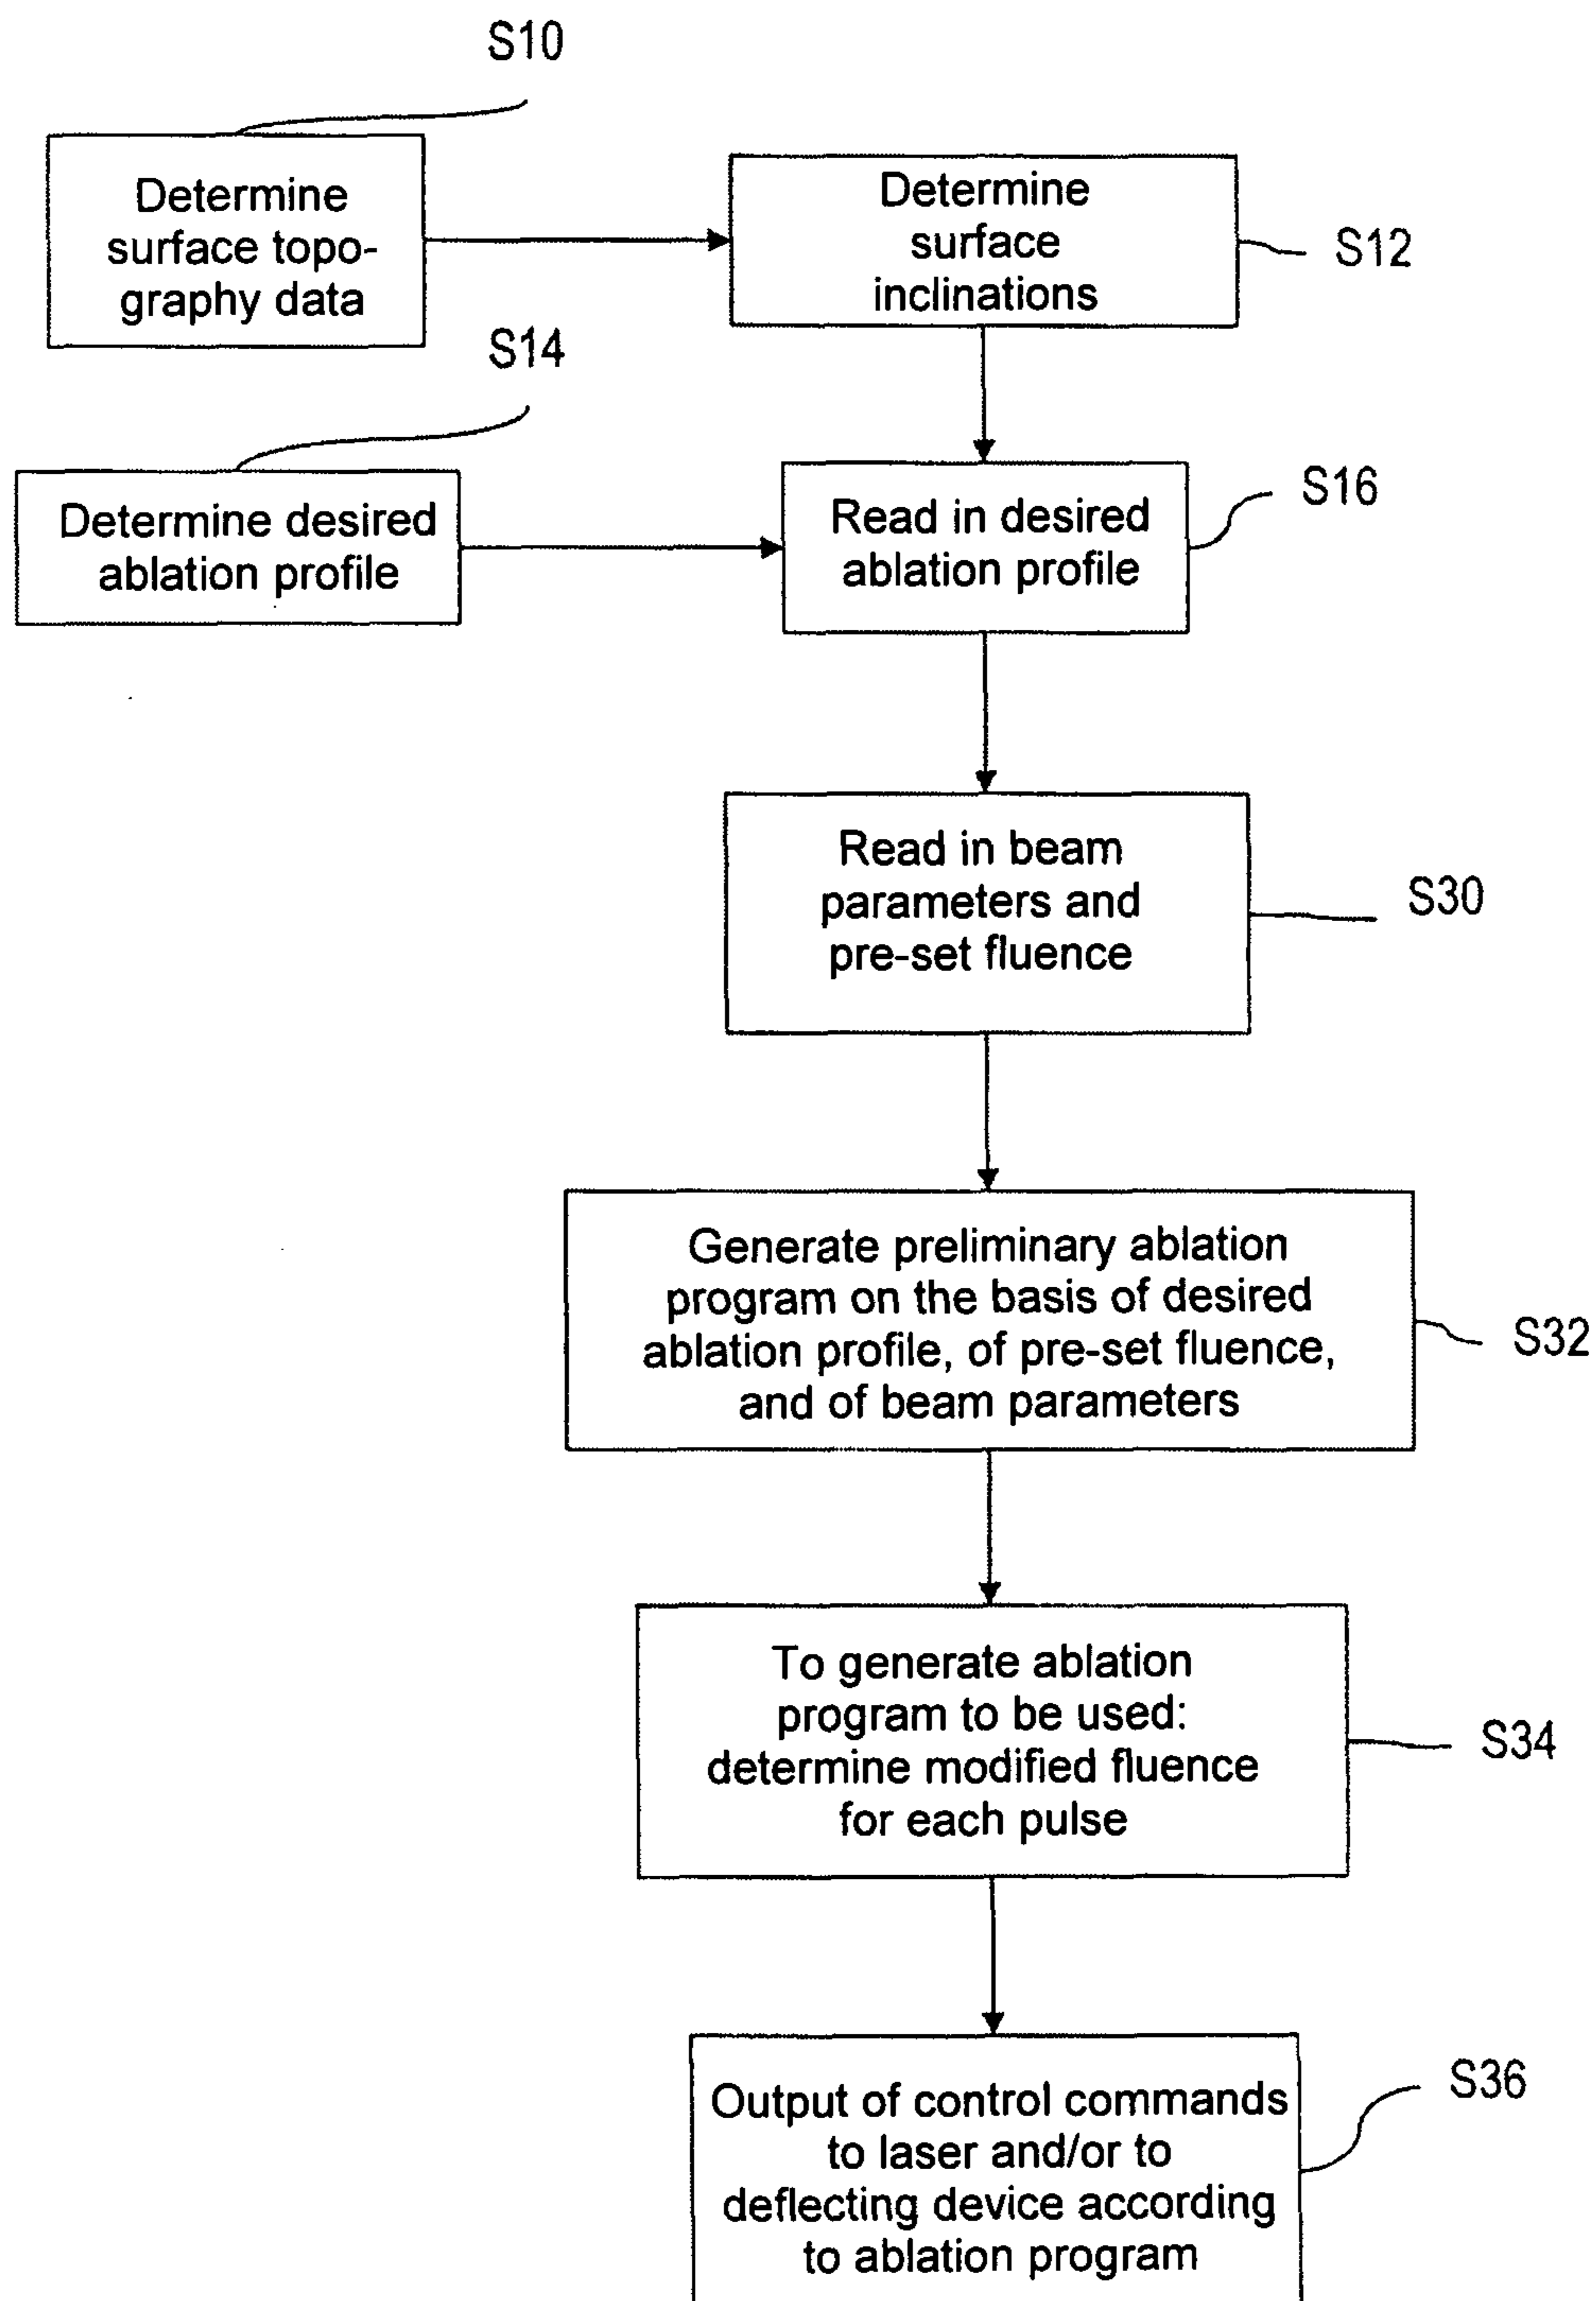 S10
Determine
surface topo-
graphy data
Determine
surface
inclinations
S12
S14
Determine desired
ablation profile
Read in desired
ablation profile
S16
Read in beam
parameters and
pre-set fluence
S30
Generate preliminary ablation
program on the basis of desired
ablation profile, of pre-set fluence,
and of beam parameters
S32
To generate ablation
program to be used:
determine modified fluence
for each pulse
S34
Output of control commands
to laser and/or to
deflecting device according
to ablation program
S36